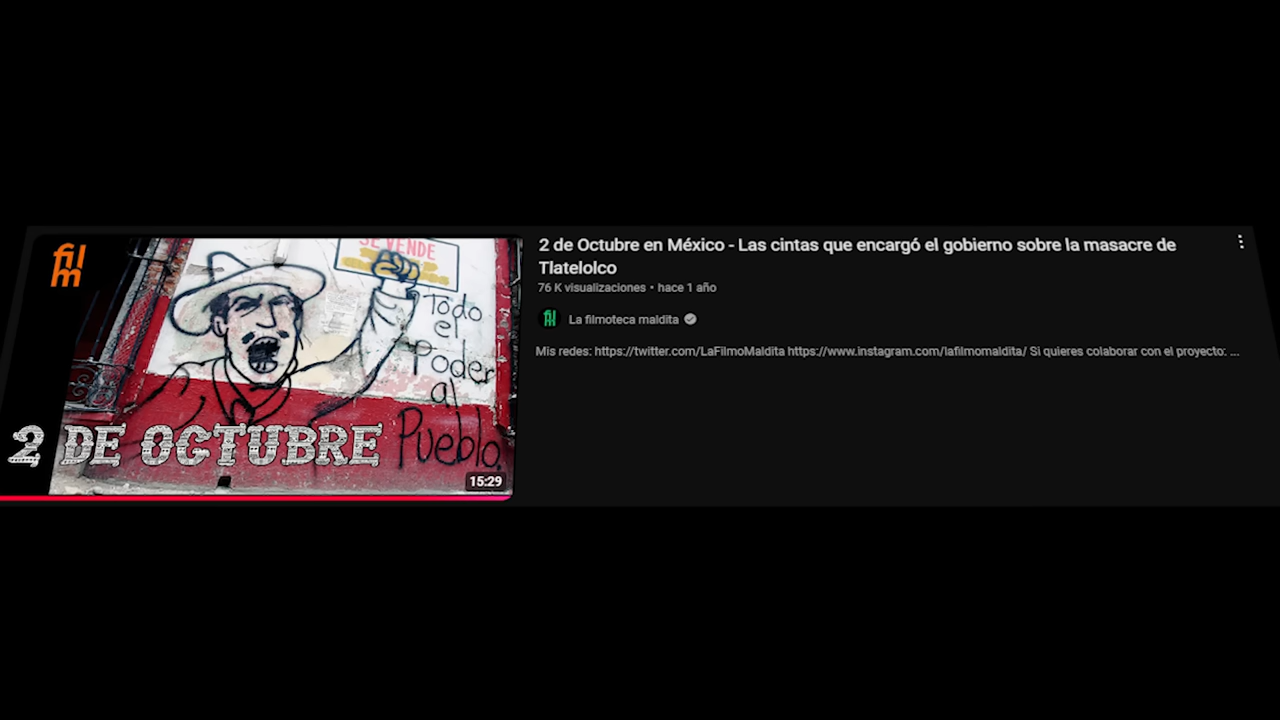 film
SE VENDE
Todo
el
Poder
al
Pueblo.
2 DE OCTUBRE
15:29
2 de Octubre en México - Las cintas que encargó el gobierno sobre la masacre de
Tlatelolco
76 K visualizaciones • hace 1 año
La filmoteca maldita
Mis redes: https://twitter.com/LaFilmoMaldita https://www.instagram.com/lafilmomaldita/ Si quieres colaborar con el proyecto: ...